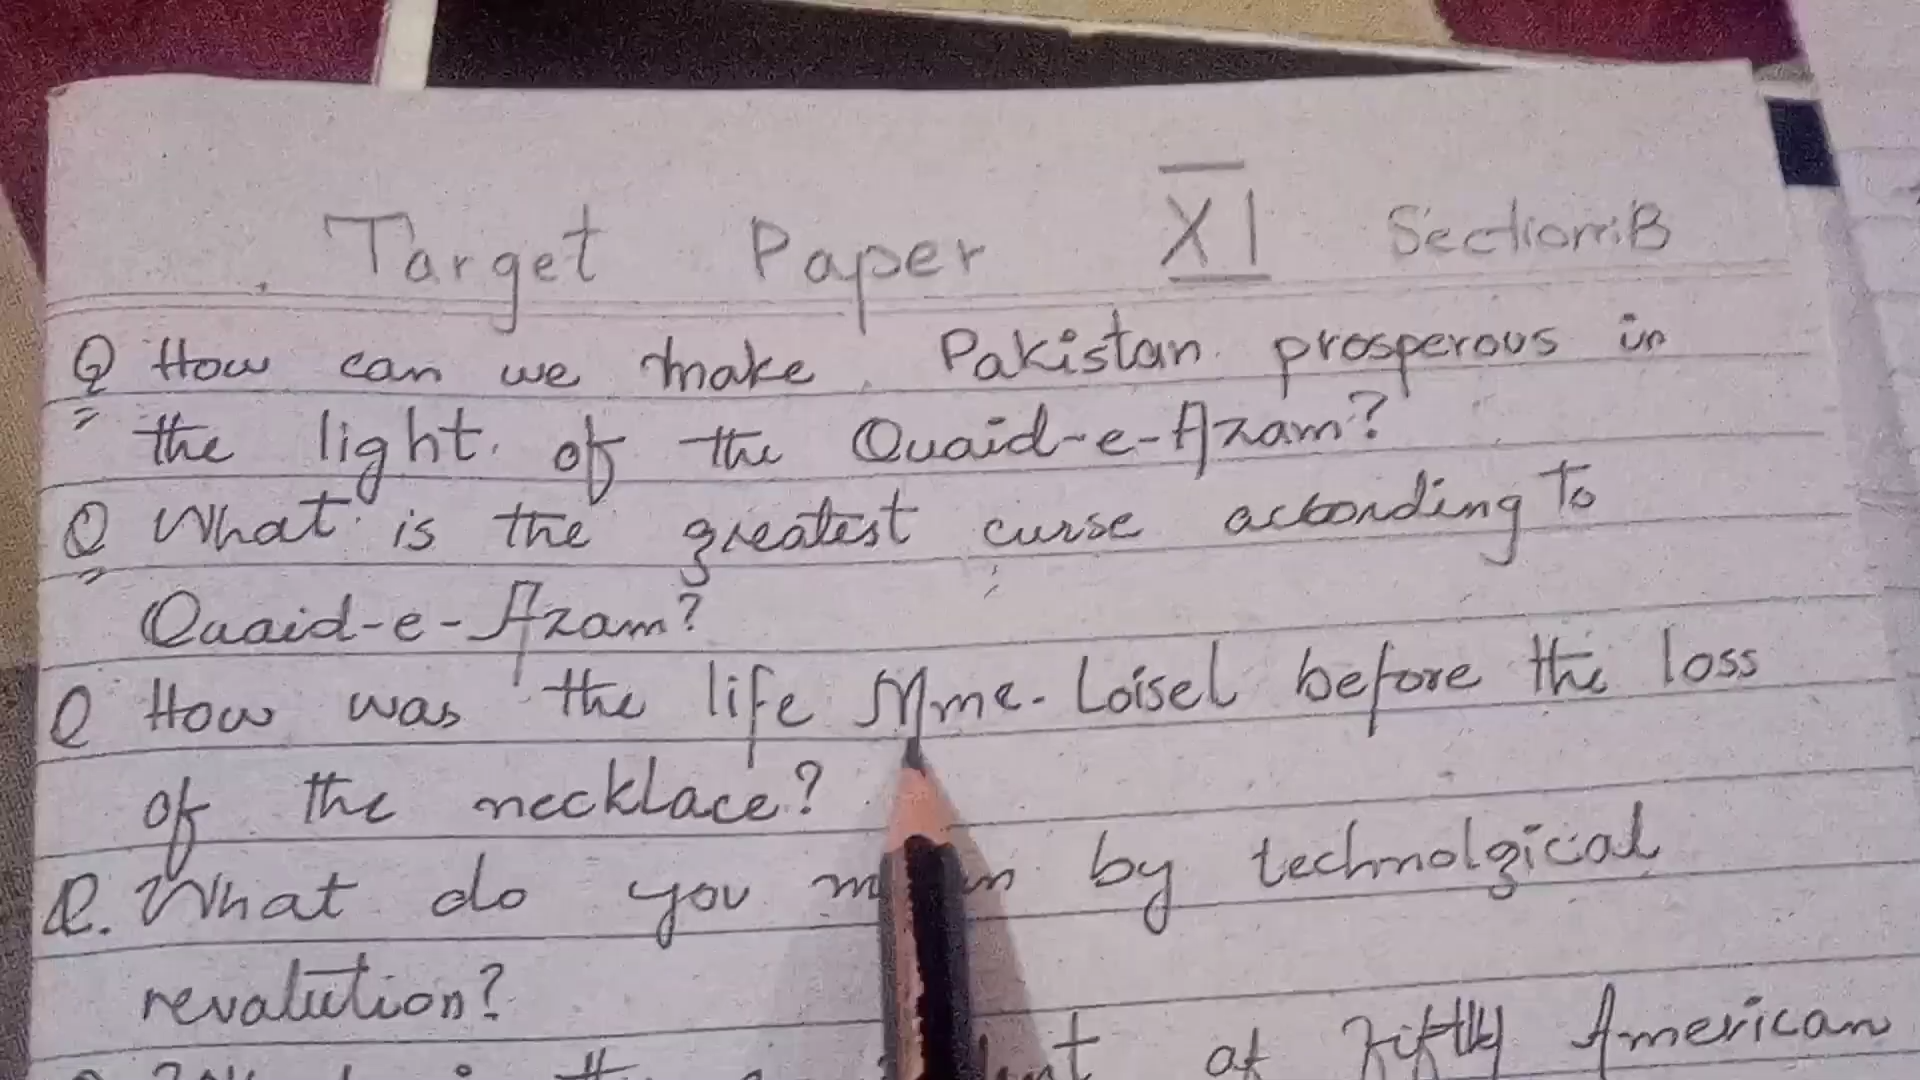 Target Paper XI Section:B
Q How can we make Pakistan prosperous in
the light of the Quaid-e-Azam?
Q What is the greatest curse according to
Quaid-e-Azam?
Q How was the life Mme. Loisel before the loss
of the necklace?
Q. What do you by technolgical
revalution?
of American